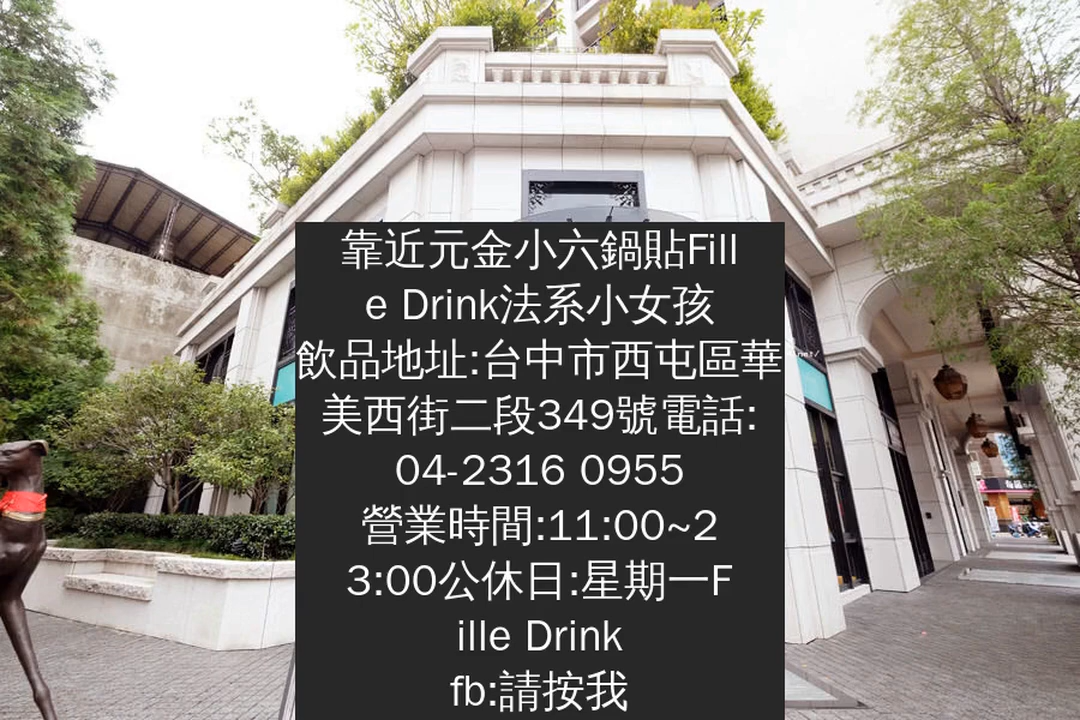 靠近元金小六鍋貼Fill
e Drink法系小女孩
飲品地址:台中市西屯區華
美西街二段349號電話:
04-2316 0955
營業時間:11:00~2
3:00公休日:星期一F
ille Drink
fb:請按我